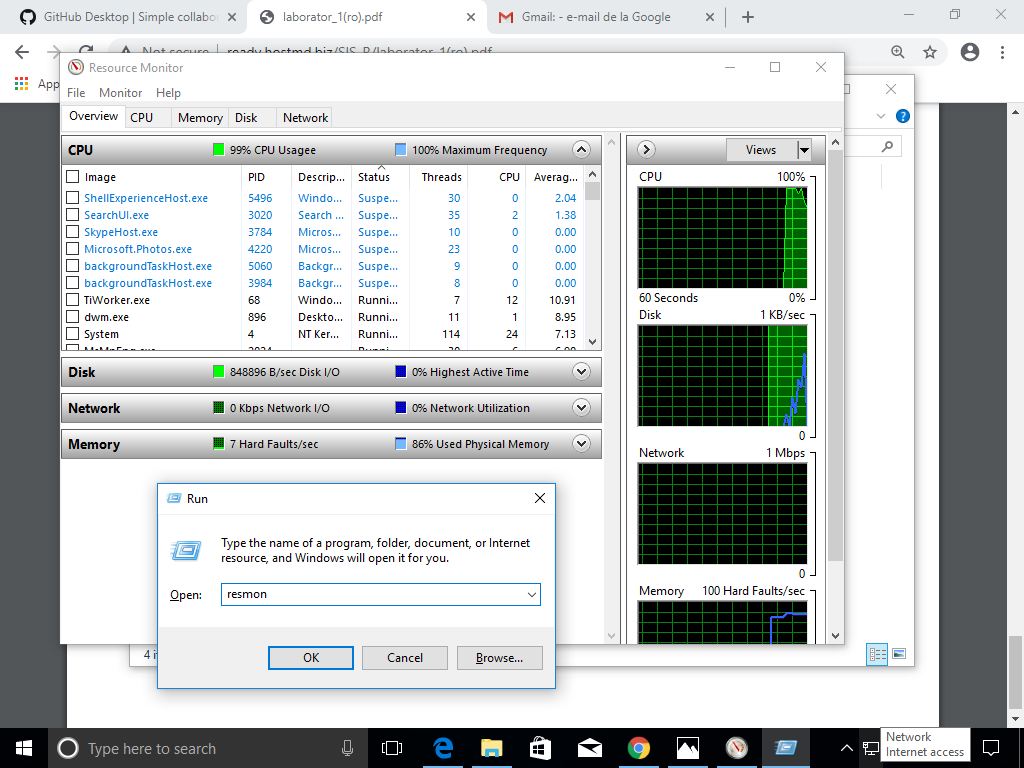 GitHub Desktop | Simple collabor
laborator_1(ro).pdf
Gmail: - e-mail de la Google
Not secure | ready.hostmd.biz/SIS_R/laborator_1(ro).pdf
App
Resource Monitor
File Monitor Help
Overview CPU Memory Disk Network
CPU 99% CPU Usagee 100% Maximum Frequency
Image PID Descrip... Status Threads CPU Averag...
ShellExperienceHost.exe 5496 Windo... Suspe... 30 0 2.04
SearchUI.exe 3020 Search ... Suspe... 35 2 1.38
SkypeHost.exe 3784 Micros... Suspe... 10 0 0.00
Microsoft.Photos.exe 4220 Micros... Suspe... 23 0 0.00
backgroundTaskHost.exe 5060 Backgr... Suspe... 9 0 0.00
backgroundTaskHost.exe 3984 Backgr... Suspe... 8 0 0.00
TiWorker.exe 68 Windo... Runni... 7 12 10.91
dwm.exe 896 Deskto... Runni... 11 1 8.95
System 4 NT Ker... Runni... 114 24 7.13
Disk 848896 B/sec Disk I/O 0% Highest Active Time
Network 0 Kbps Network I/O 0% Network Utilization
Memory 7 Hard Faults/sec 86% Used Physical Memory
Views
CPU 100%
60 Seconds 0%
Disk 1 KB/sec
0
Network 1 Mbps
0
Memory 100 Hard Faults/sec
Run
Type the name of a program, folder, document, or Internet
resource, and Windows will open it for you.
Open: resmon
OK Cancel Browse...
4 it
Type here to search
Network
Internet access